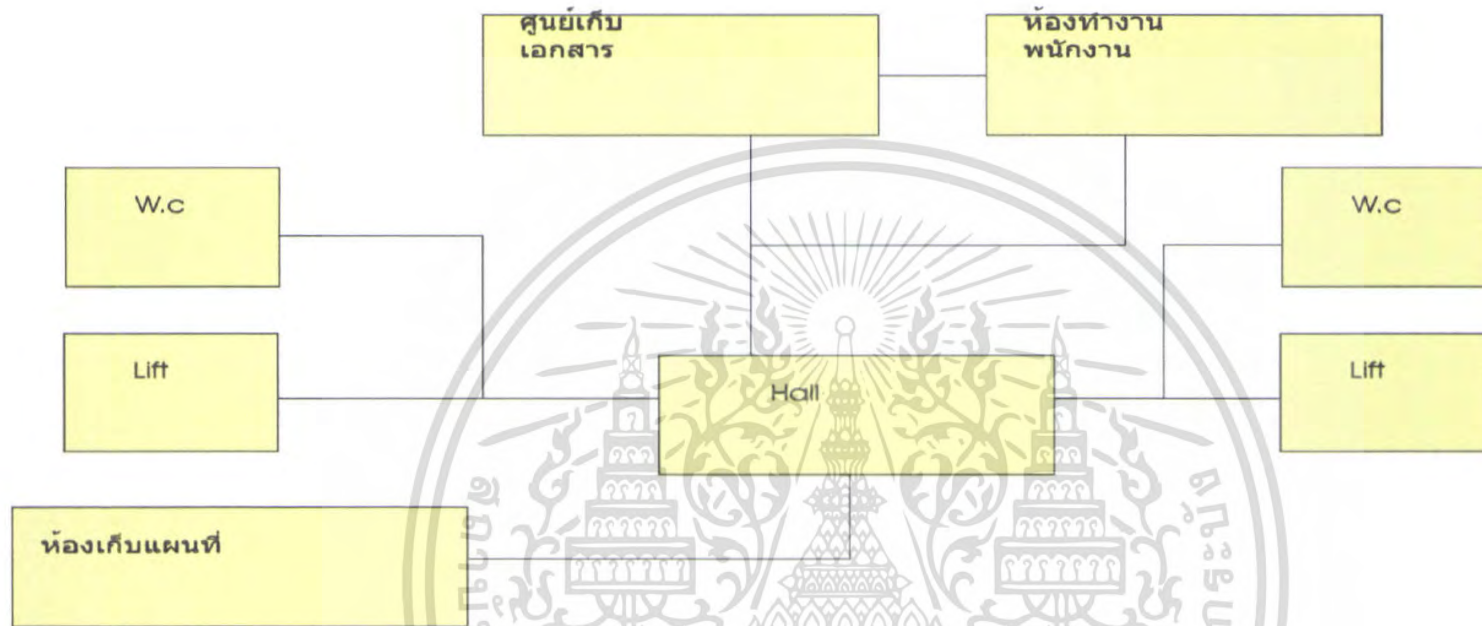 ศูนย์เก็บ
เอกสาร
ห้องทำงาน
พนักงาน
W.c
W.c
Lift
Hall
Lift
ห้องเก็บแผนที่